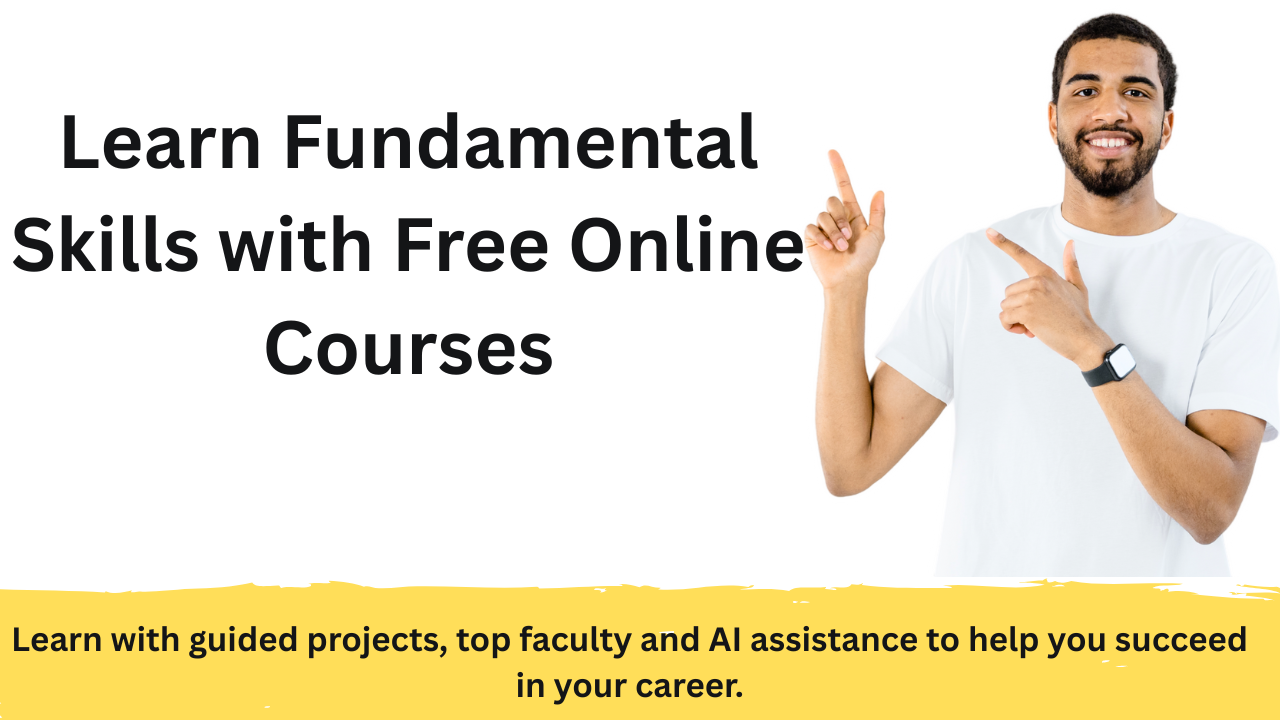 Learn Fundamental
Skills with Free Online
Courses
Learn with guided projects, top faculty and AI assistance to help you succeed
in your career.